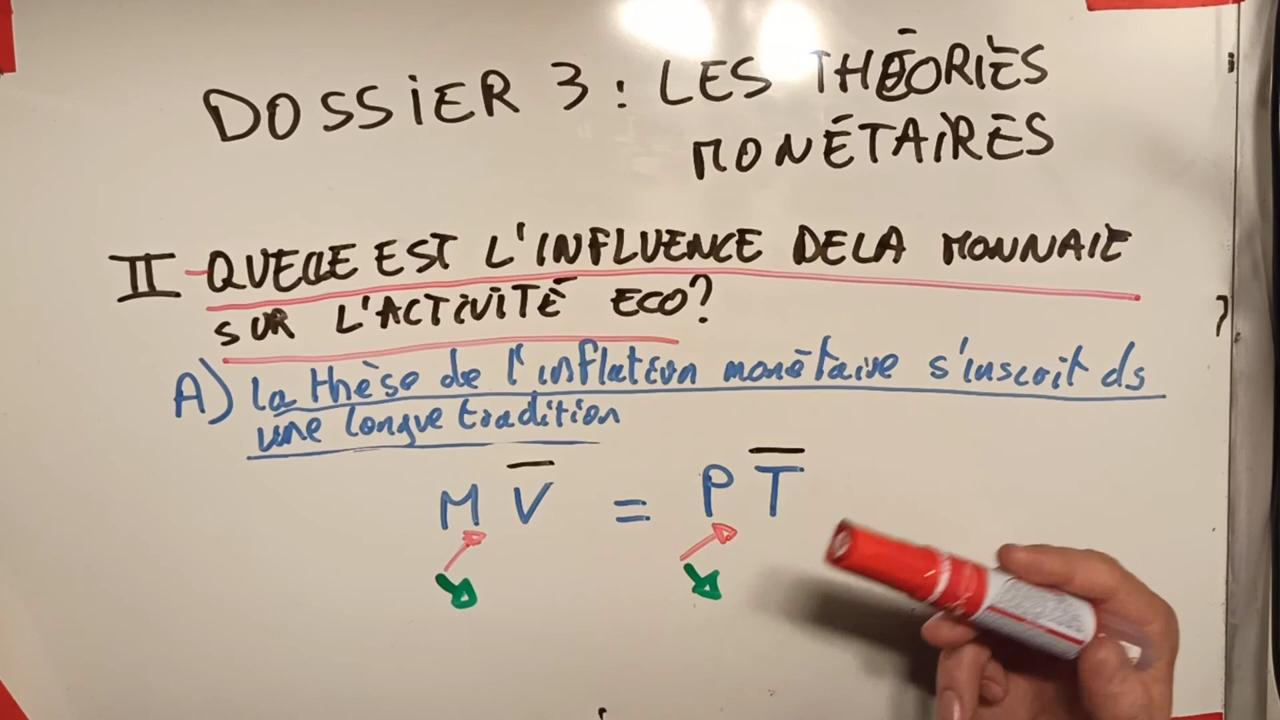 DOSSIER 3 : LES THÉORIES
MONÉTAIRES
II - QUELLE EST L'INFLUENCE DE LA MONNAIE
SUR L'ACTIVITÉ ECO?
A) la thèse de l'inflation monétaire s'inscrit ds
une longue tradition
M V̅ = P T̅